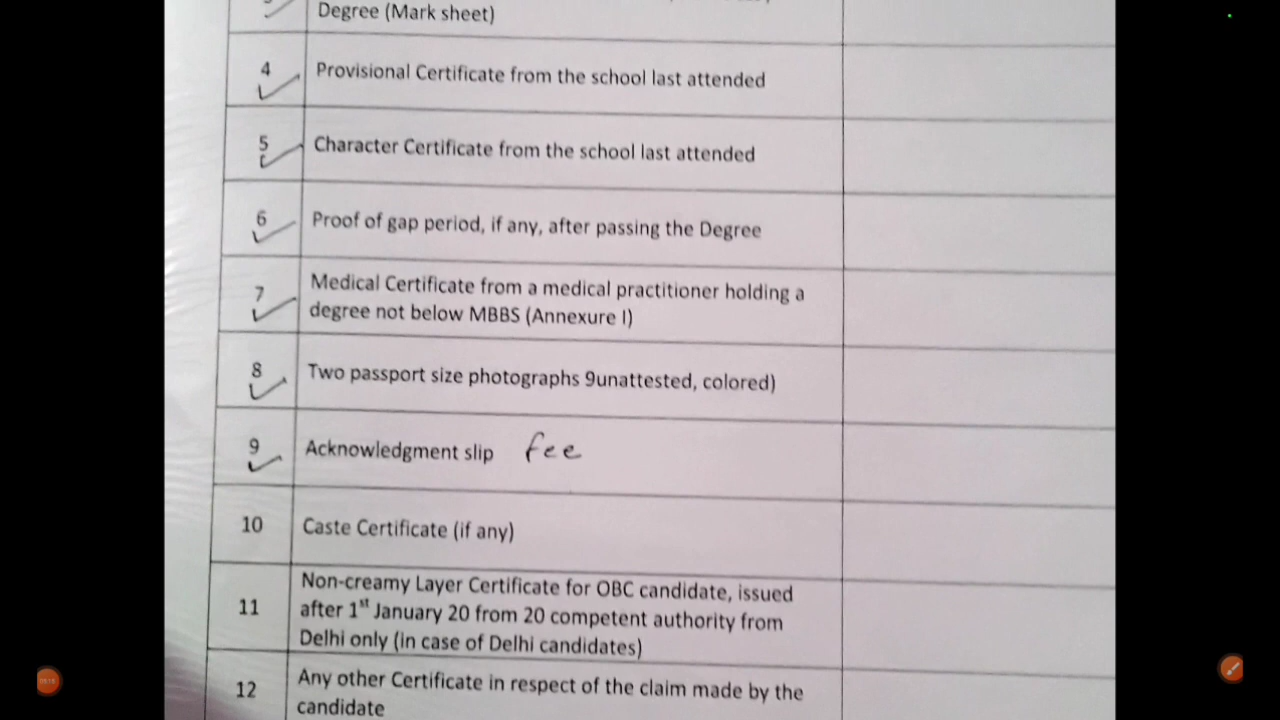 Degree (Mark sheet)
4 Provisional Certificate from the school last attended
5 Character Certificate from the school last attended
6 Proof of gap period, if any, after passing the Degree
7 Medical Certificate from a medical practitioner holding a
degree not below MBBS (Annexure I)
8 Two passport size photographs 9unattested, colored)
9 Acknowledgment slip fee
10 Caste Certificate (if any)
Non-creamy Layer Certificate for OBC candidate, issued
11 after 1st January 20 from 20 competent authority from
Delhi only (in case of Delhi candidates)
12 Any other Certificate in respect of the claim made by the
candidate